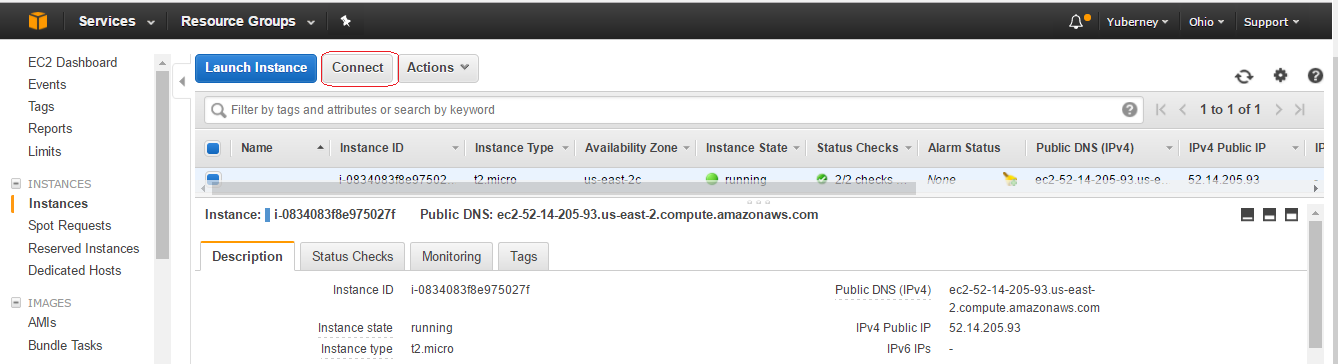 Services Resource Groups Yuberney Ohio Support
EC2 Dashboard
Events
Tags
Reports
Limits
INSTANCES
Instances
Spot Requests
Reserved Instances
Dedicated Hosts
IMAGES
AMIs
Bundle Tasks
Launch Instance Connect Actions
Filter by tags and attributes or search by keyword 1 to 1 of 1
Name Instance ID Instance Type Availability Zone Instance State Status Checks Alarm Status Public DNS (IPv4) IPv4 Public IP IP
i-0834083f8e97502... t2.micro us-east-2c running 2/2 checks ... None ec2-52-14-205-93.us-e... 52.14.205.93 -
Instance: i-0834083f8e975027f Public DNS: ec2-52-14-205-93.us-east-2.compute.amazonaws.com
Description Status Checks Monitoring Tags
Instance ID i-0834083f8e975027f Public DNS (IPv4) ec2-52-14-205-93.us-east-
2.compute.amazonaws.com
Instance state running IPv4 Public IP 52.14.205.93
Instance type t2.micro IPv6 IPs -